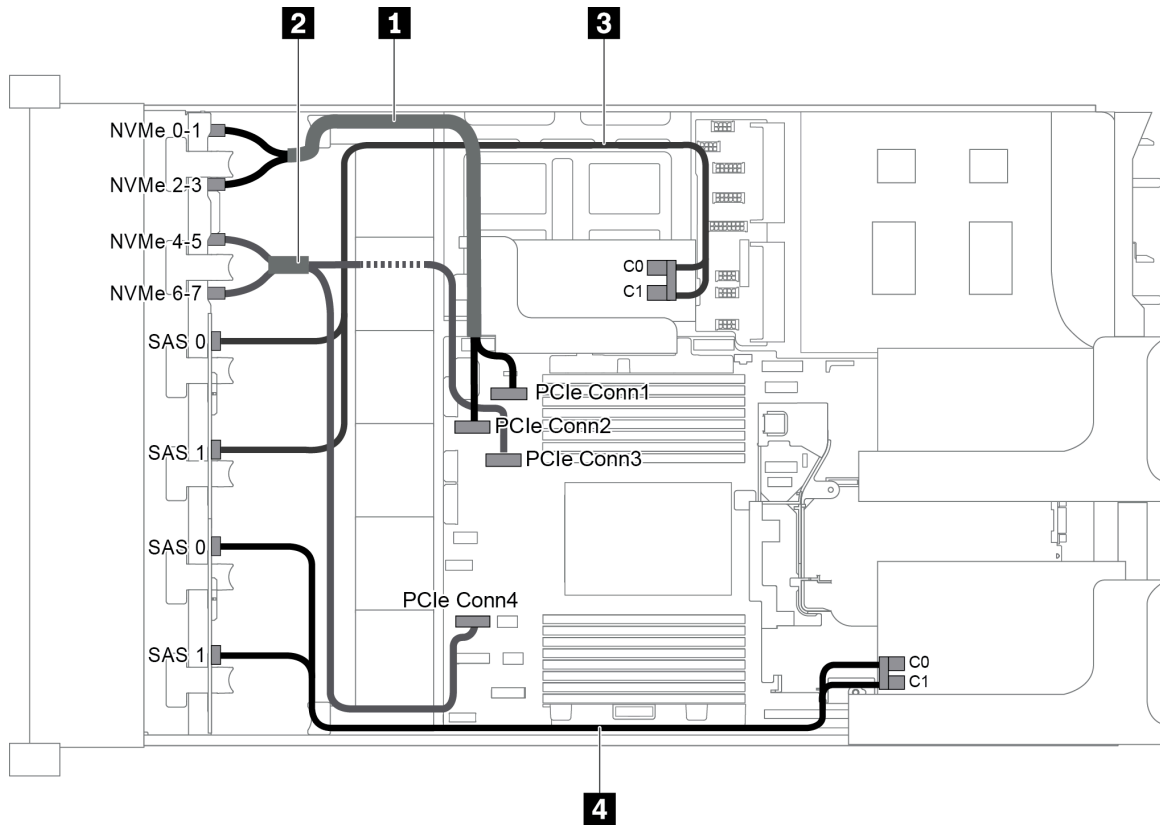 2
1
3
NVMe 0-1
NVMe 2-3
NVMe 4-5
NVMe 6-7
C0
C1
SAS 0
PCIe Conn1
PCIe Conn2
SAS 1
PCIe Conn3
SAS 0
PCIe Conn4
SAS 1
C0
C1
4